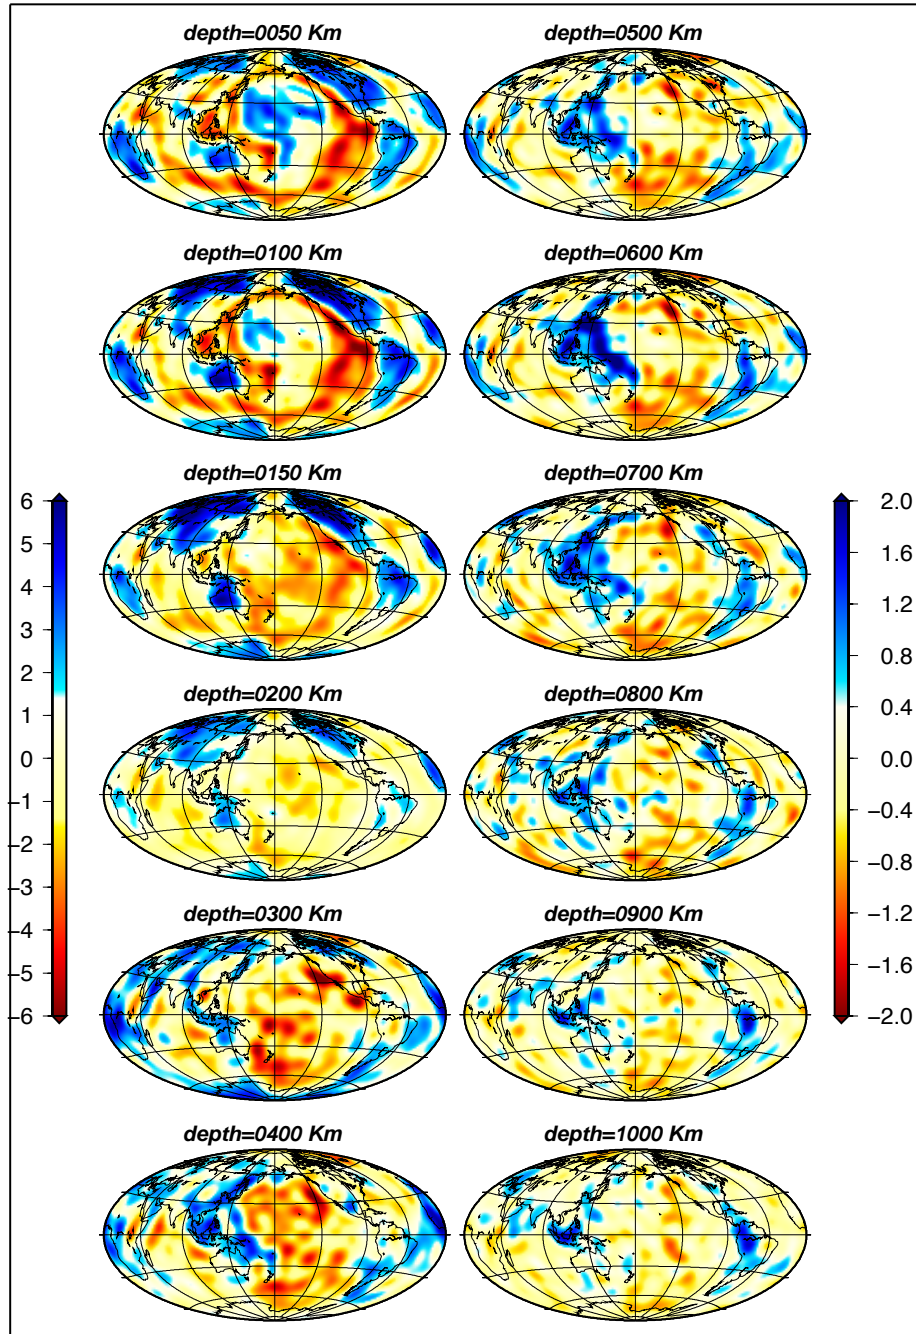 depth=0050 Km
depth=0500 Km
depth=0100 Km
depth=0600 Km
depth=0150 Km
depth=0700 Km
6
5
4
3
2
1
0
−1
−2
−3
−4
−5
−6
2.0
1.6
1.2
0.8
0.4
0.0
−0.4
−0.8
−1.2
−1.6
−2.0
depth=0200 Km
depth=0800 Km
depth=0300 Km
depth=0900 Km
depth=0400 Km
depth=1000 Km